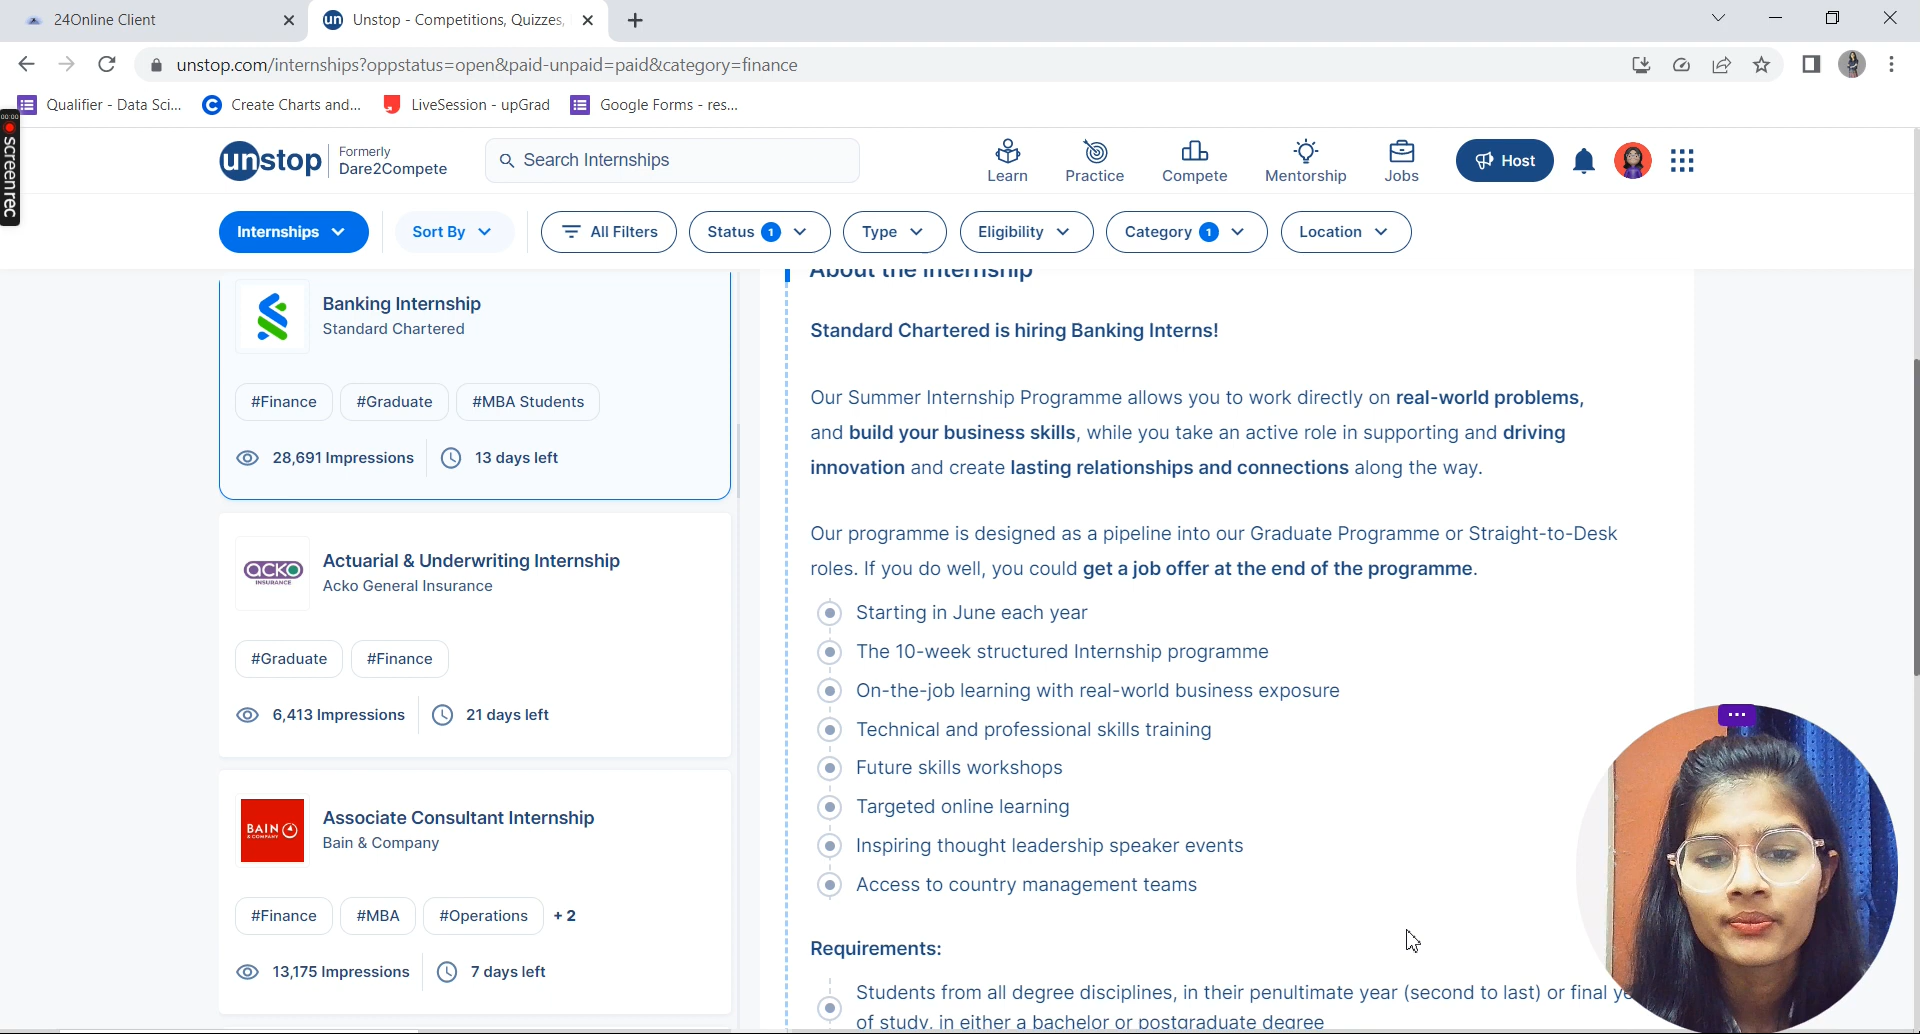 24Online Client
Unstop - Competitions, Quizzes,
unstop.com/internships?oppstatus=open&paid-unpaid=paid&category=finance
Qualifier - Data Sci...
Create Charts and...
LiveSession - upGrad
Google Forms - res...
00:00
screenrec
unstop
Formerly
Dare2Compete
Search Internships
Learn
Practice
Compete
Mentorship
Jobs
Host
Internships
Sort By
All Filters
Status 1
Type
Eligibility
Category 1
Location
Banking Internship
Standard Chartered
#Finance
#Graduate
#MBA Students
28,691 Impressions
13 days left
acko
INSURANCE
Actuarial & Underwriting Internship
Acko General Insurance
#Graduate
#Finance
6,413 Impressions
21 days left
BAIN
& COMPANY
Associate Consultant Internship
Bain & Company
#Finance
#MBA
#Operations
+ 2
13,175 Impressions
7 days left
About the Internship
Standard Chartered is hiring Banking Interns!
Our Summer Internship Programme allows you to work directly on real-world problems,
and build your business skills, while you take an active role in supporting and driving
innovation and create lasting relationships and connections along the way.
Our programme is designed as a pipeline into our Graduate Programme or Straight-to-Desk
roles. If you do well, you could get a job offer at the end of the programme.
Starting in June each year
The 10-week structured Internship programme
On-the-job learning with real-world business exposure
Technical and professional skills training
Future skills workshops
Targeted online learning
Inspiring thought leadership speaker events
Access to country management teams
Requirements:
Students from all degree disciplines, in their penultimate year (second to last) or final
of study, in either a bachelor or postgraduate degree